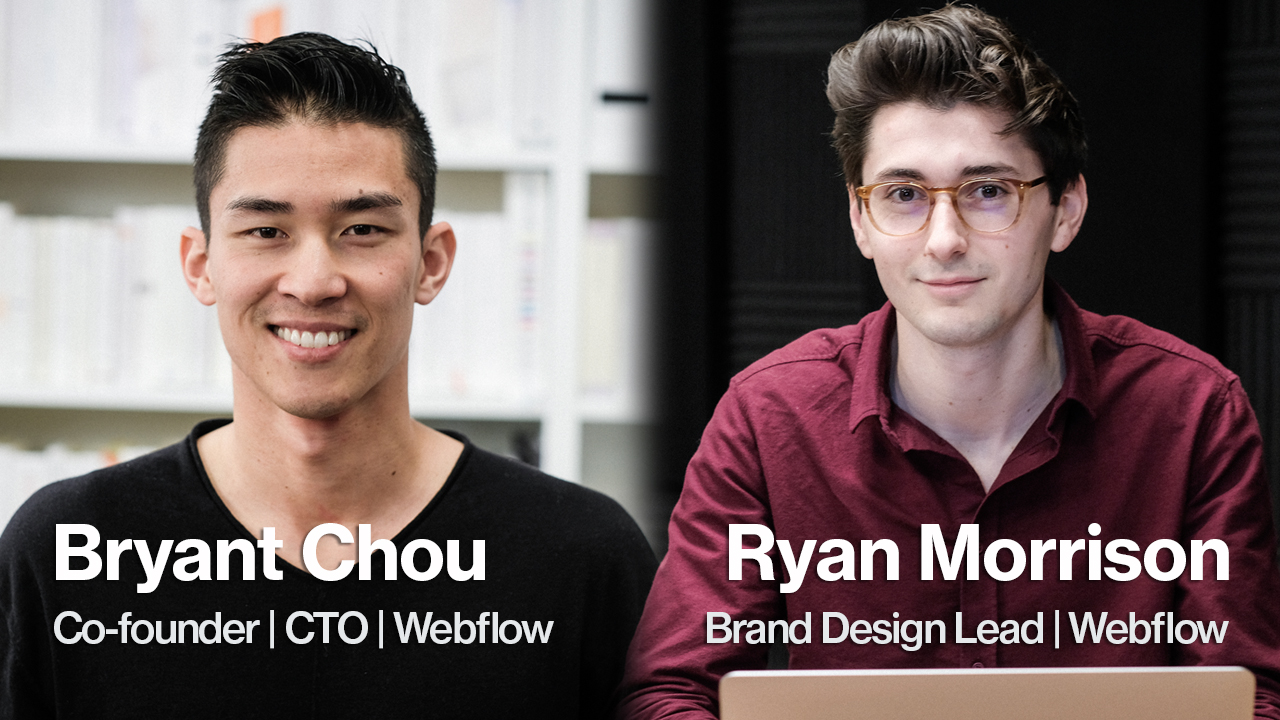 Bryant Chou
Co-founder | CTO | Webflow
Ryan Morrison
Brand Design Lead | Webflow